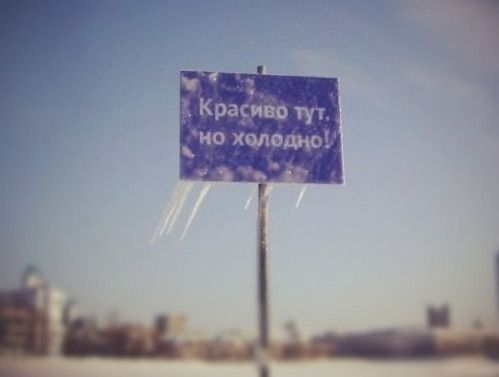 Красиво тут,
но холодно!